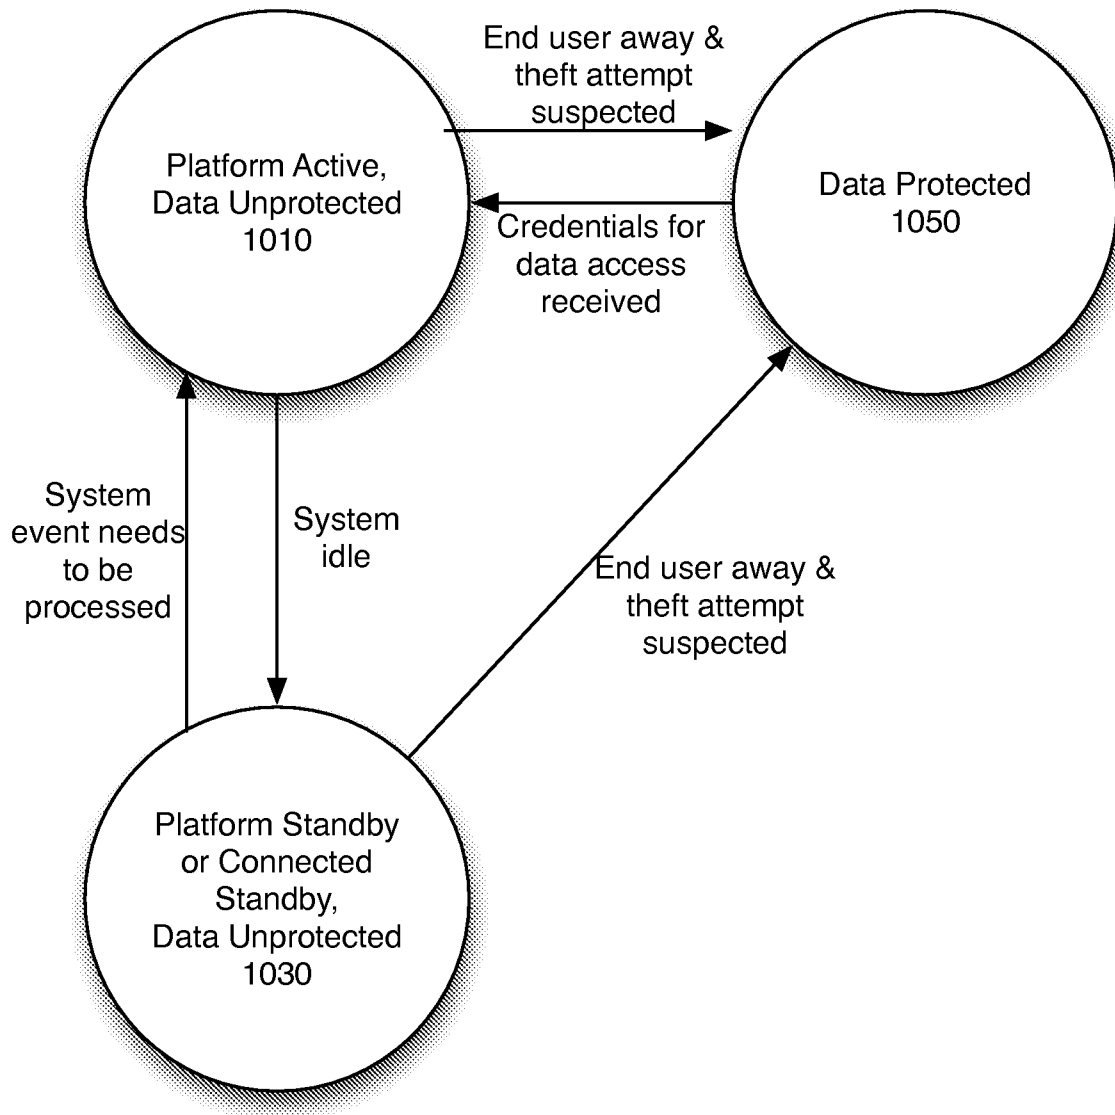 End user away &
theft attempt
suspected
Platform Active,
Data Unprotected
1010
Data Protected
1050
Credentials for
data access
received
System
event needs
to be
processed
System
idle
End user away &
theft attempt
suspected
Platform Standby
or Connected
Standby,
Data Unprotected
1030